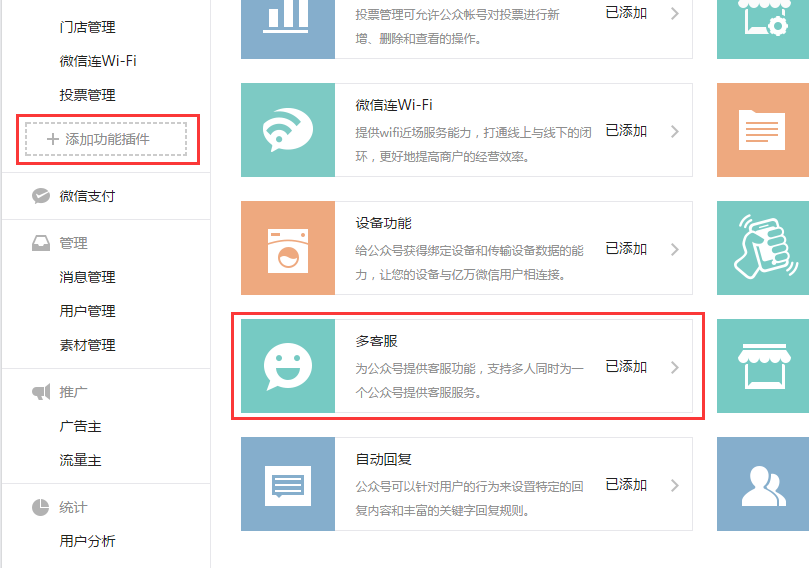 门店管理
微信连Wi-Fi
投票管理
添加功能插件
微信支付
管理
消息管理
用户管理
素材管理
推广
广告主
流量主
统计
用户分析
投票管理可允许公众帐号对投票进行新
增、删除和查看的操作。
已添加
微信连Wi-Fi
提供wifi近场服务能力，打通线上与线下的闭
环，更好地提高商户的经营效率。
已添加
设备功能
给公众号获得绑定设备和传输设备数据的能
力，让您的设备与亿万微信用户相连接。
已添加
多客服
为公众号提供客服功能，支持多人同时为一
个公众号提供客服服务。
已添加
自动回复
公众号可以针对用户的行为来设置特定的回
复内容和丰富的关键字回复规则。
已添加